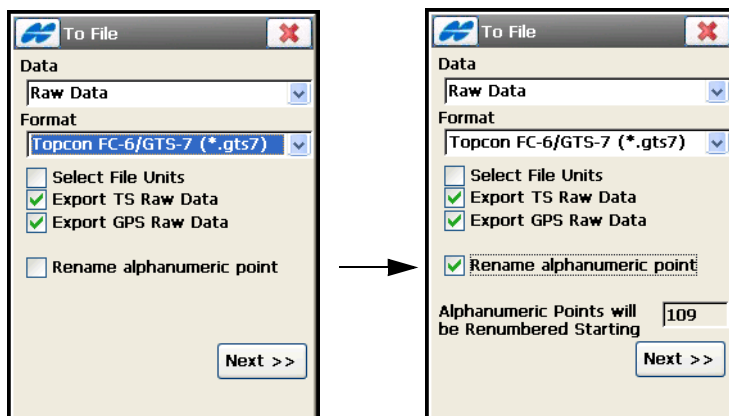 To File
Data
Raw Data
Format
Topcon FC-6/GTS-7 (*.gts7)
Select File Units
Export TS Raw Data
Export GPS Raw Data
Rename alphanumeric point
Next >>
To File
Data
Raw Data
Format
Topcon FC-6/GTS-7 (*.gts7)
Select File Units
Export TS Raw Data
Export GPS Raw Data
Rename alphanumeric point
Alphanumeric Points will
be Renumbered Starting
109
Next >>